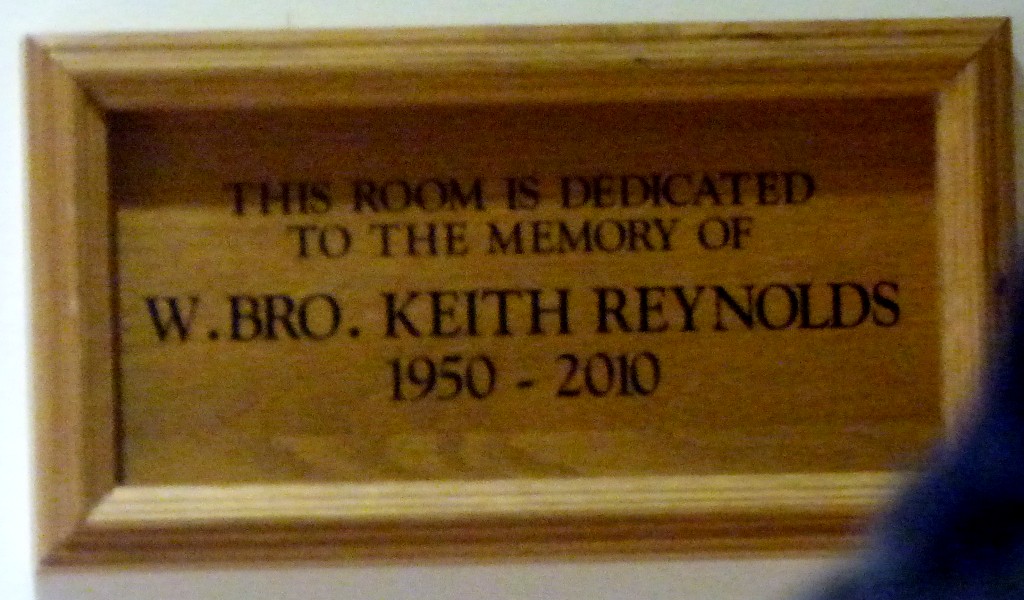 THIS ROOM IS DEDICATED
TO THE MEMORY OF
W.BRO. KEITH REYNOLDS
1950 - 2010